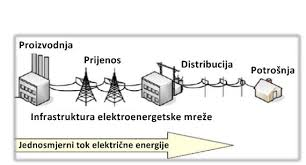 Proizvodnja
Prijenos
Distribucija
Potrošnja
Infrastruktura elektroenergetske mreže
Jednosmjerni tok električne energije